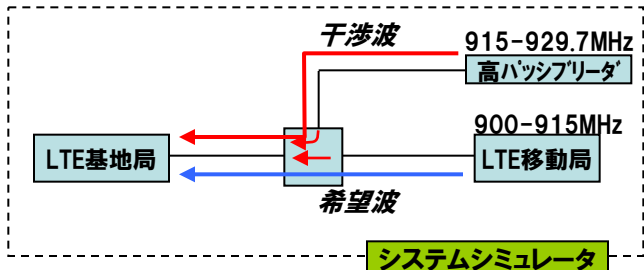 干渉波
915-929.7MHz
高パッシブリーダ
900-915MHz
LTE基地局
LTE移動局
希望波
システムシミュレータ